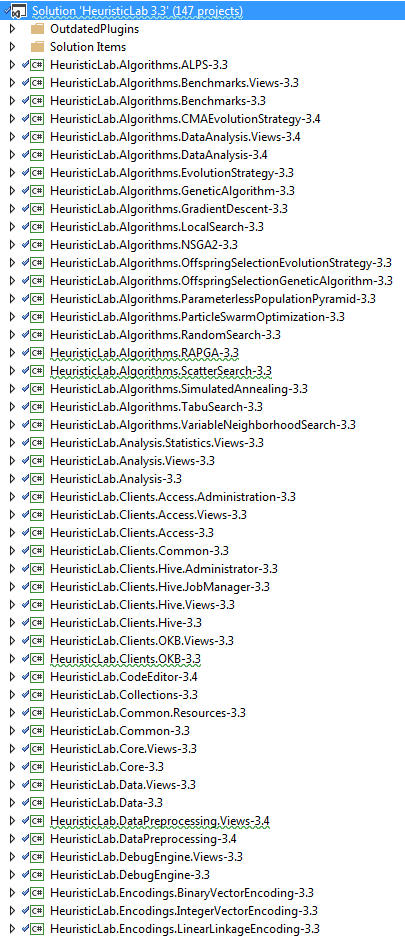 Solution 'HeuristicLab 3.3' (147 projects)
OutdatedPlugins
Solution Items
C# HeuristicLab.Algorithms.ALPS-3.3
C# HeuristicLab.Algorithms.Benchmarks.Views-3.3
C# HeuristicLab.Algorithms.Benchmarks-3.3
C# HeuristicLab.Algorithms.CMAEvolutionStrategy-3.4
C# HeuristicLab.Algorithms.DataAnalysis.Views-3.4
C# HeuristicLab.Algorithms.DataAnalysis-3.4
C# HeuristicLab.Algorithms.EvolutionStrategy-3.3
C# HeuristicLab.Algorithms.GeneticAlgorithm-3.3
C# HeuristicLab.Algorithms.GradientDescent-3.3
C# HeuristicLab.Algorithms.LocalSearch-3.3
C# HeuristicLab.Algorithms.NSGA2-3.3
C# HeuristicLab.Algorithms.OffspringSelectionEvolutionStrategy-3.3
C# HeuristicLab.Algorithms.OffspringSelectionGeneticAlgorithm-3.3
C# HeuristicLab.Algorithms.ParameterlessPopulationPyramid-3.3
C# HeuristicLab.Algorithms.ParticleSwarmOptimization-3.3
C# HeuristicLab.Algorithms.RandomSearch-3.3
C# HeuristicLab.Algorithms.RAPGA-3.3
C# HeuristicLab.Algorithms.ScatterSearch-3.3
C# HeuristicLab.Algorithms.SimulatedAnnealing-3.3
C# HeuristicLab.Algorithms.TabuSearch-3.3
C# HeuristicLab.Algorithms.VariableNeighborhoodSearch-3.3
C# HeuristicLab.Analysis.Statistics.Views-3.3
C# HeuristicLab.Analysis.Views-3.3
C# HeuristicLab.Analysis-3.3
C# HeuristicLab.Clients.Access.Administration-3.3
C# HeuristicLab.Clients.Access.Views-3.3
C# HeuristicLab.Clients.Access-3.3
C# HeuristicLab.Clients.Common-3.3
C# HeuristicLab.Clients.Hive.Administrator-3.3
C# HeuristicLab.Clients.Hive.JobManager-3.3
C# HeuristicLab.Clients.Hive.Views-3.3
C# HeuristicLab.Clients.Hive-3.3
C# HeuristicLab.Clients.OKB.Views-3.3
C# HeuristicLab.Clients.OKB-3.3
C# HeuristicLab.CodeEditor-3.4
C# HeuristicLab.Collections-3.3
C# HeuristicLab.Common.Resources-3.3
C# HeuristicLab.Common-3.3
C# HeuristicLab.Core.Views-3.3
C# HeuristicLab.Core-3.3
C# HeuristicLab.Data.Views-3.3
C# HeuristicLab.Data-3.3
C# HeuristicLab.DataPreprocessing.Views-3.4
C# HeuristicLab.DataPreprocessing-3.4
C# HeuristicLab.DebugEngine.Views-3.3
C# HeuristicLab.DebugEngine-3.3
C# HeuristicLab.Encodings.BinaryVectorEncoding-3.3
C# HeuristicLab.Encodings.IntegerVectorEncoding-3.3
C# HeuristicLab.Encodings.LinearLinkageEncoding-3.3